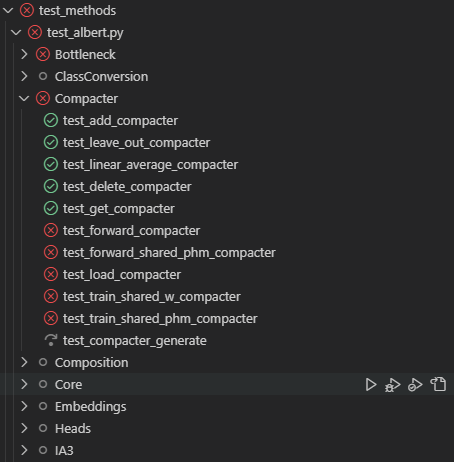 test_methods
test_albert.py
Bottleneck
ClassConversion
Compacter
test_add_compacter
test_leave_out_compacter
test_linear_average_compacter
test_delete_compacter
test_get_compacter
test_forward_compacter
test_forward_shared_phm_compacter
test_load_compacter
test_train_shared_w_compacter
test_train_shared_phm_compacter
test_compacter_generate
Composition
Core
Embeddings
Heads
IA3